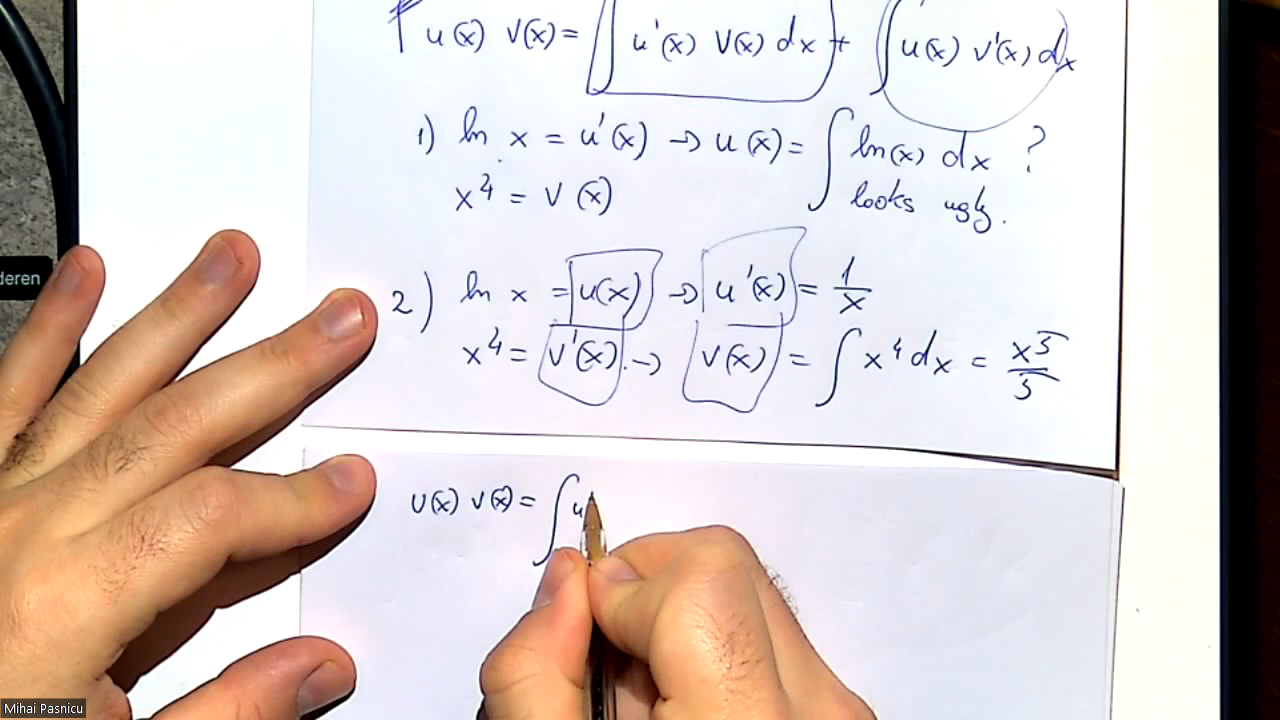 u(x) v(x) = ∫ u'(x) v(x) dx + ∫ u(x) v'(x) dx
1) ln x = u'(x) → u(x) = ∫ ln(x) dx ?
x⁴ = v(x) looks ugly.
2) ln x = u(x) → u'(x) = 1/x
x⁴ = v'(x) → v(x) = ∫ x⁴ dx = x⁵/5
u(x) v(x) = ∫ u
deren
Mihai Pasnicu